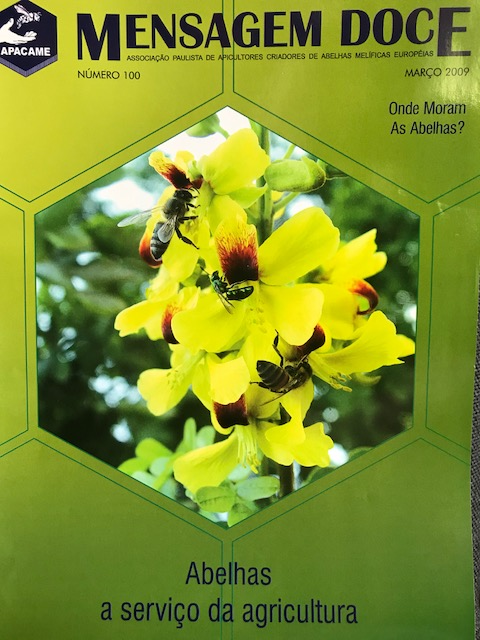 APACAME
MENSAGEM DOCE
ASSOCIAÇÃO PAULISTA DE APICULTORES CRIADORES DE ABELHAS MELÍFICAS EUROPÉIAS
NÚMERO 100
MARÇO 2009
Onde Moram
As Abelhas?
Abelhas
a serviço da agricultura